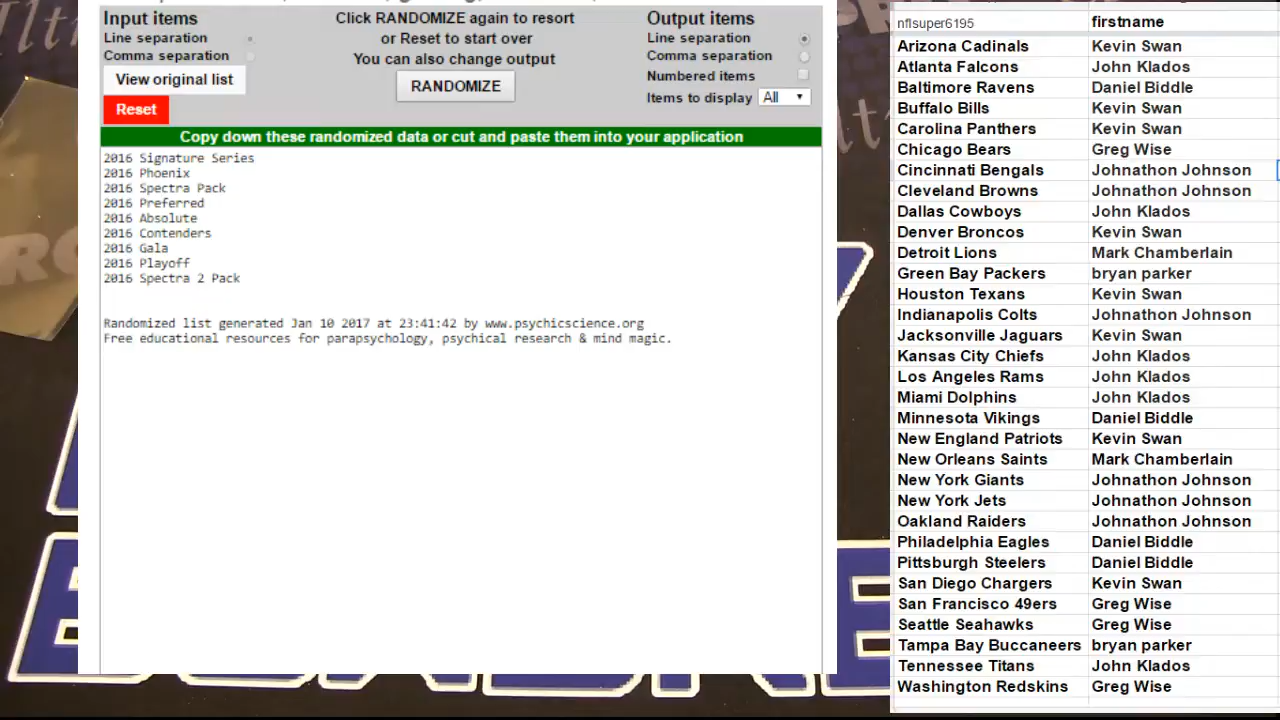 Input items
Line separation
Comma separation
View original list
Reset
Click RANDOMIZE again to resort
or Reset to start over
You can also change output
RANDOMIZE
Output items
Line separation
Comma separation
Numbered items
Items to display All
Copy down these randomized data or cut and paste them into your application
2016 Signature Series
2016 Phoenix
2016 Spectra Pack
2016 Preferred
2016 Absolute
2016 Contenders
2016 Gala
2016 Playoff
2016 Spectra 2 Pack
Randomized list generated Jan 10 2017 at 23:41:42 by www.psychicscience.org
Free educational resources for parapsychology, psychical research & mind magic.
nflsuper6195 firstname
Arizona Cadinals Kevin Swan
Atlanta Falcons John Klados
Baltimore Ravens Daniel Biddle
Buffalo Bills Kevin Swan
Carolina Panthers Kevin Swan
Chicago Bears Greg Wise
Cincinnati Bengals Johnathon Johnson
Cleveland Browns Johnathon Johnson
Dallas Cowboys John Klados
Denver Broncos Kevin Swan
Detroit Lions Mark Chamberlain
Green Bay Packers bryan parker
Houston Texans Kevin Swan
Indianapolis Colts Johnathon Johnson
Jacksonville Jaguars Kevin Swan
Kansas City Chiefs John Klados
Los Angeles Rams John Klados
Miami Dolphins John Klados
Minnesota Vikings Daniel Biddle
New England Patriots Kevin Swan
New Orleans Saints Mark Chamberlain
New York Giants Johnathon Johnson
New York Jets Johnathon Johnson
Oakland Raiders Johnathon Johnson
Philadelphia Eagles Daniel Biddle
Pittsburgh Steelers Daniel Biddle
San Diego Chargers Kevin Swan
San Francisco 49ers Greg Wise
Seattle Seahawks Greg Wise
Tampa Bay Buccaneers bryan parker
Tennessee Titans John Klados
Washington Redskins Greg Wise